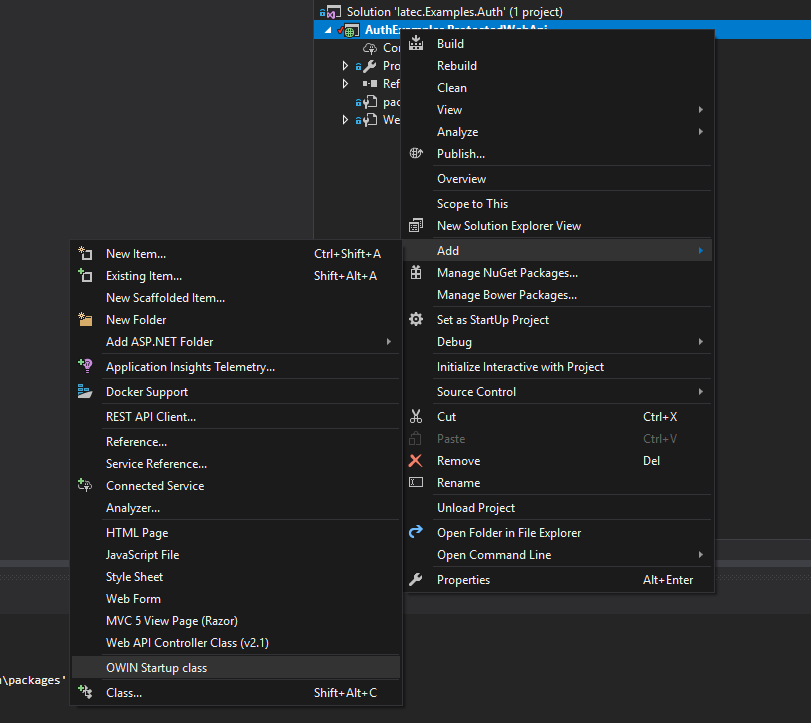 Solution 'Iatec.Examples.Auth' (1 project)
AuthExamples.ProtectedWebApi
Co
Pro
Ref
pac
We
Build
Rebuild
Clean
View
Analyze
Publish...
Overview
Scope to This
New Solution Explorer View
Add
Manage NuGet Packages...
Manage Bower Packages...
Set as StartUp Project
Debug
Initialize Interactive with Project
Source Control
Cut Ctrl+X
Paste Ctrl+V
Remove Del
Rename
Unload Project
Open Folder in File Explorer
Open Command Line
Properties Alt+Enter
New Item... Ctrl+Shift+A
Existing Item... Shift+Alt+A
New Scaffolded Item...
New Folder
Add ASP.NET Folder
Application Insights Telemetry...
Docker Support
REST API Client...
Reference...
Service Reference...
Connected Service
Analyzer...
HTML Page
JavaScript File
Style Sheet
Web Form
MVC 5 View Page (Razor)
Web API Controller Class (v2.1)
OWIN Startup class
Class... Shift+Alt+C
\packages'